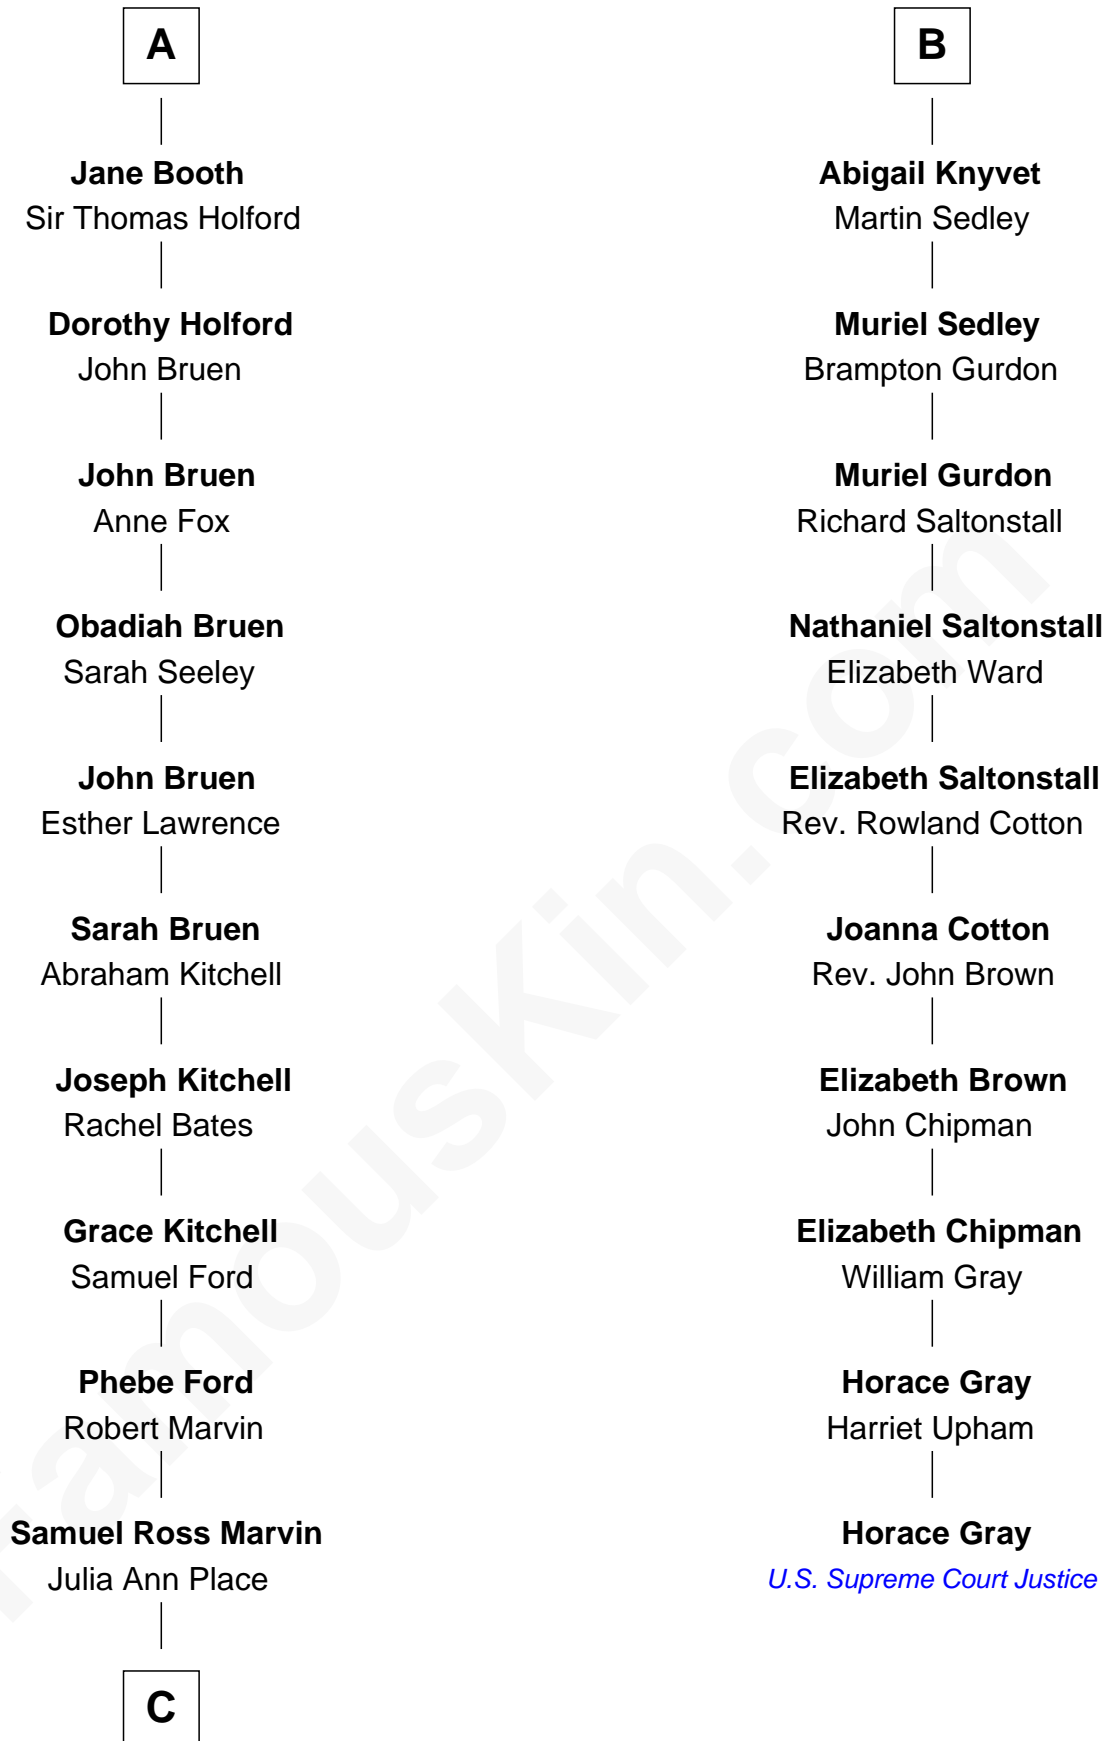 A
Jane Booth
Sir Thomas Holford
Dorothy Holford
John Bruen
John Bruen
Anne Fox
Obadiah Bruen
Sarah Seeley
John Bruen
Esther Lawrence
Sarah Bruen
Abraham Kitchell
Joseph Kitchell
Rachel Bates
Grace Kitchell
Samuel Ford
Phebe Ford
Robert Marvin
Samuel Ross Marvin
Julia Ann Place
C
B
Abigail Knyvet
Martin Sedley
Muriel Sedley
Brampton Gurdon
Muriel Gurdon
Richard Saltonstall
Nathaniel Saltonstall
Elizabeth Ward
Elizabeth Saltonstall
Rev. Rowland Cotton
Joanna Cotton
Rev. John Brown
Elizabeth Brown
John Chipman
Elizabeth Chipman
William Gray
Horace Gray
Harriet Upham
Horace Gray
U.S. Supreme Court Justice
FamousKin.com